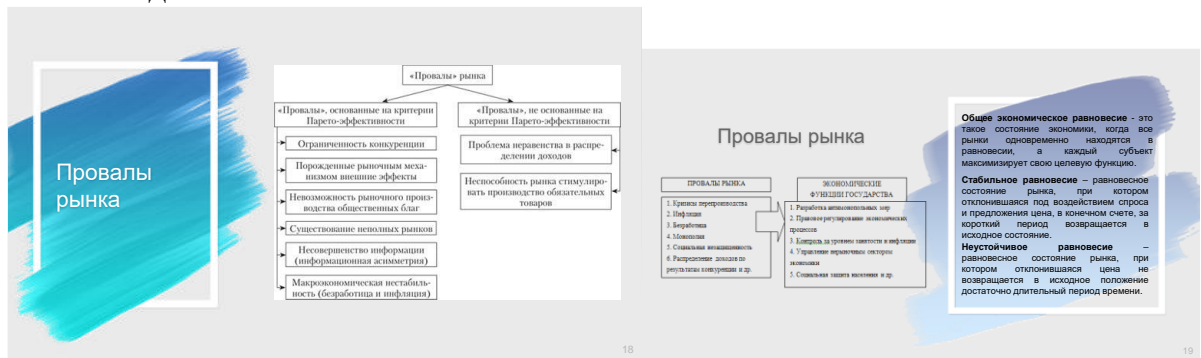 Провалы
рынка
«Провалы» рынка
«Провалы», основанные на критерии
Парето-эффективности
Ограниченность конкуренции
Порожденные рыночным меха-
низмом внешние эффекты
Невозможность рыночного произ-
водства общественных благ
Существование неполных рынков
Несовершенство информации
(информационная асимметрия)
Макроэкономическая нестабиль-
ность (безработица и инфляция)
«Провалы», не основанные на
критерии Парето-эффективности
Проблема неравенства в распре-
делении доходов
Неспособность рынка стимулиро-
вать производство обязательных
товаров
18
Провалы рынка
ПРОВАЛЫ РЫНКА
1. Кризисы перепроизводства
2. Инфляция
3. Безработица
4. Монополия
5. Социальная незащищенность
6. Распределение доходов по
результатам конкуренции и др.
ЭКОНОМИЧЕСКИЕ
ФУНКЦИИ ГОСУДАРСТВА
1. Разработка антимонопольных мер
2. Правовое регулирование экономических
процессов
3. Контроль за уровнем занятости и инфляции
4. Управление нерыночным сектором
экономики
5. Социальная защита населения и др.
Общее экономическое равновесие - это
такое состояние экономики, когда все
рынки одновременно находятся в
равновесии, а каждый субъект
максимизирует свою целевую функцию.
Стабильное равновесие – равновесное
состояние рынка, при котором
отклонившаяся под воздействием спроса
и предложения цена, в конечном счете, за
короткий период возвращается в
исходное состояние.
Неустойчивое равновесие –
равновесное состояние рынка, при
котором отклонившаяся цена не
возвращается в исходное положение
достаточно длительный период времени.
19